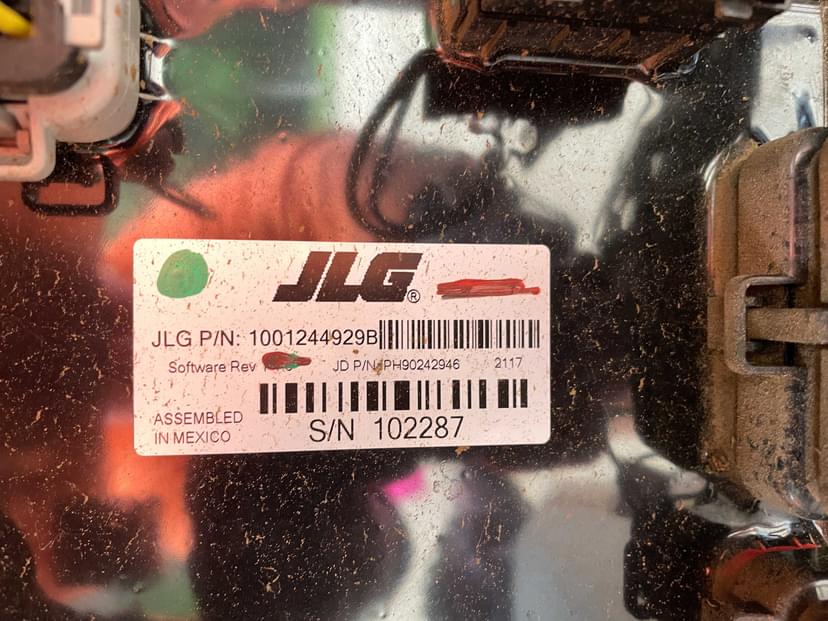 JLG®
JLG P/N: 1001244929B
Software Rev JD P/N:PH90242946 2117
ASSEMBLED
IN MEXICO
S/N 102287